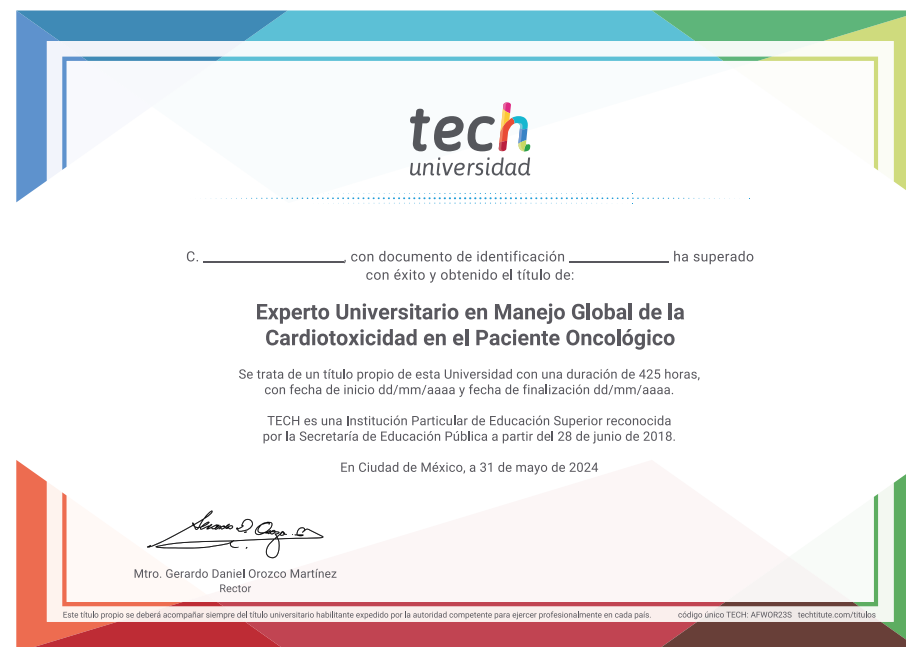 tech
universidad
C. ____________, con documento de identificación ____________ ha superado
con éxito y obtenido el título de:
Experto Universitario en Manejo Global de la
Cardiotoxicidad en el Paciente Oncológico
Se trata de un título propio de esta Universidad con una duración de 425 horas,
con fecha de inicio dd/mm/aaaa y fecha de finalización dd/mm/aaaa.
TECH es una Institución Particular de Educación Superior reconocida
por la Secretaría de Educación Pública a partir del 28 de junio de 2018.
En Ciudad de México, a 31 de mayo de 2024
Mtro. Gerardo Daniel Orozco Martínez
Rector
Este título propio se deberá acompañar siempre del título universitario habilitante expedido por la autoridad competente para ejercer profesionalmente en cada país. código único TECH: AFWOR23S techtitute.com/titulos